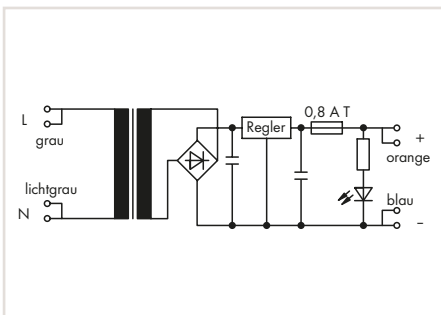 L
grau
lichtgrau
N
Regler
0,8 A T
+
orange
blau
–